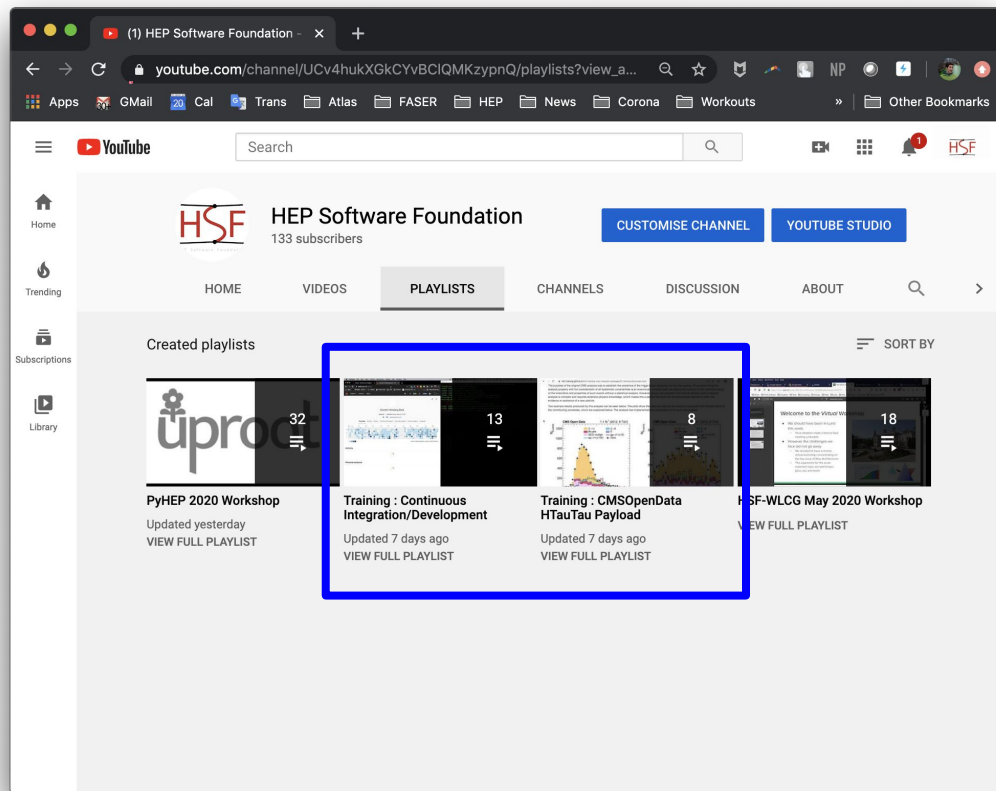 (1) HEP Software Foundation -
youtube.com/channel/UCv4hukXGkCYvBClQMKzypnQ/playlists?view_a...
NP
Apps GMail 20 Cal Trans Atlas FASER HEP News Corona Workouts » Other Bookmarks
YouTube Search 1 HSF
Home
Trending
Subscriptions
Library
HSF
HEP Software Foundation
133 subscribers
CUSTOMISE CHANNEL YOUTUBE STUDIO
HOME VIDEOS PLAYLISTS CHANNELS DISCUSSION ABOUT
Created playlists SORT BY
uproot 32
13
8
Welcome to the Virtual
18
PyHEP 2020 Workshop
Updated yesterday
VIEW FULL PLAYLIST
Training : Continuous
Integration/Development
Updated 7 days ago
VIEW FULL PLAYLIST
Training : CMSOpenData
HTauTau Payload
Updated 7 days ago
VIEW FULL PLAYLIST
HSF-WLCG May 2020 Workshop
VIEW FULL PLAYLIST